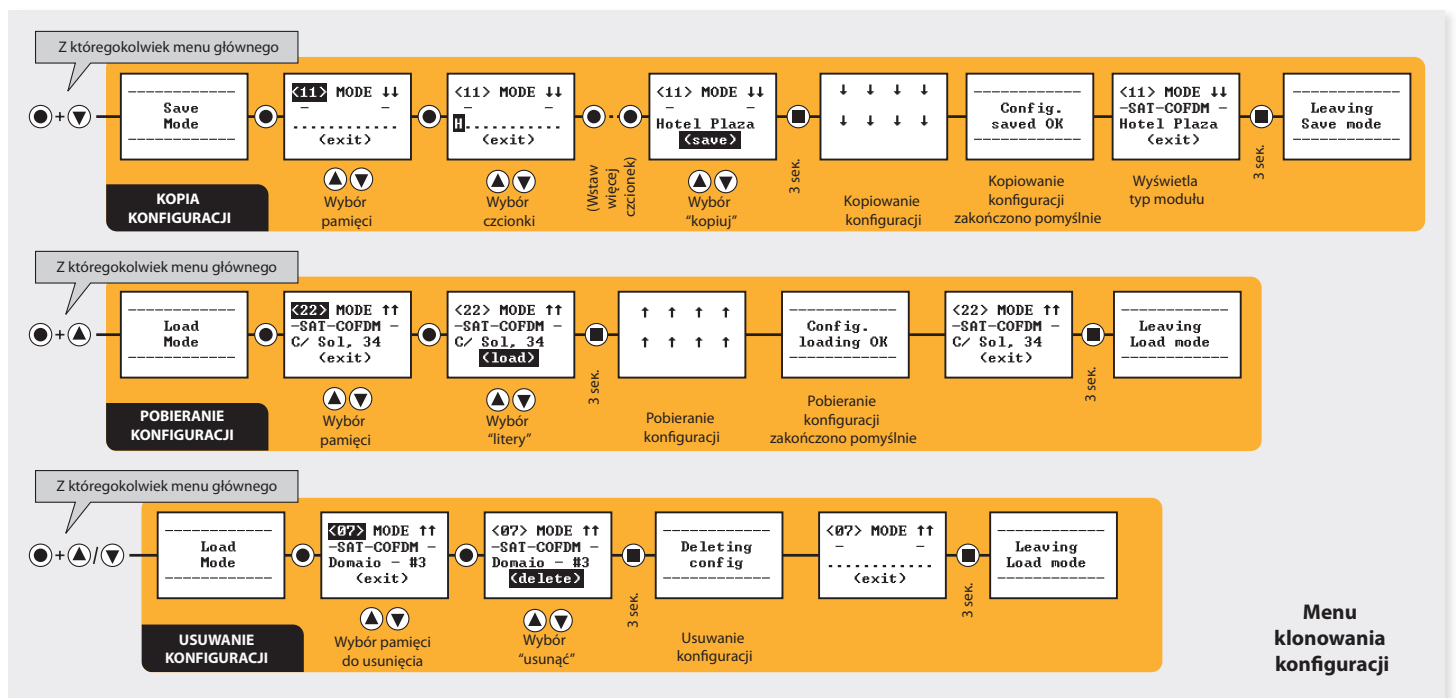 Z któregokolwiek menu głównego
Save
Mode
<11> MODE ↓↓
- -
............
(exit)
<11> MODE ↓↓
- -
H...........
(exit)
<11> MODE ↓↓
- -
Hotel Plaza
(save)
↓ ↓ ↓ ↓
↓ ↓ ↓ ↓
Config.
saved OK
<11> MODE ↓↓
-SAT-COFDM -
Hotel Plaza
(exit)
Leaving
Save mode
+
KOPIA
KONFIGURACJI
Wybór
pamięci
Wybór
czcionki
(Wstaw
więcej
czcionek)
Wybór
“kopiuj”
3 sек.
Kopiowanie
konfiguracji
Kopiowanie
konfiguracji
zakończono pomyślnie
Wyświetla
typ modułu
3 sек.
Z któregokolwiek menu głównego
Load
Mode
<22> MODE ↑↑
-SAT-COFDM -
C/ Sol, 34
(exit)
<22> MODE ↑↑
-SAT-COFDM -
C/ Sol, 34
(load)
↑ ↑ ↑ ↑
↑ ↑ ↑ ↑
Config.
loading OK
<22> MODE ↑↑
-SAT-COFDM -
C/ Sol, 34
(exit)
Leaving
Load mode
+
POBIERANIE
KONFIGURACJI
Wybór
pamięci
Wybór
“litery”
3 sек.
Pobieranie
konfiguracji
Pobieranie
konfiguracji
zakończono pomyślnie
3 sек.
Z któregokolwiek menu głównego
Load
Mode
<07> MODE ↑↑
-SAT-COFDM -
Domaio - #3
(exit)
<07> MODE ↑↑
-SAT-COFDM -
Domaio - #3
(delete)
Deleting
config
<07> MODE ↑↑
- -
............
(exit)
Leaving
Load mode
+ /
USUWANIE
KONFIGURACJI
Wybór pamięci
do usunięcia
Wybór
“usunąć”
3 sек.
Usuwanie
konfiguracji
3 sек.
Menu
klonowania
konfiguracji